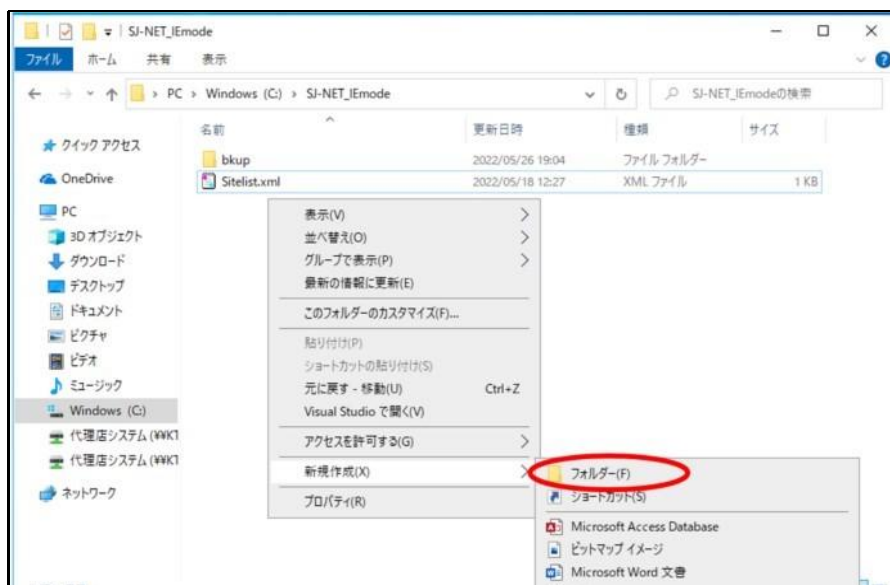 SJ-NET_IEmode
ファイル ホーム 共有 表示
PC > Windows (C:) > SJ-NET_IEmode
SJ-NET_IEmodeの検索
名前 更新日時 種類 サイズ
bkup 2022/05/26 19:04 ファイル フォルダー
Sitelist.xml 2022/05/18 12:27 XML ファイル 1 KB
クイック アクセス
OneDrive
PC
3D オブジェクト
ダウンロード
デスクトップ
ドキュメント
ピクチャ
ビデオ
ミュージック
Windows (C:)
代理店システム (¥¥KT
代理店システム (¥¥KT
ネットワーク
表示(V)
並べ替え(O)
グループで表示(P)
最新の情報に更新(E)
このフォルダーのカスタマイズ(F)...
貼り付け(P)
ショートカットの貼り付け(S)
元に戻す - 移動(U) Ctrl+Z
Visual Studio で開く(V)
アクセスを許可する(G)
新規作成(X)
プロパティ(R)
フォルダー(F)
ショートカット(S)
Microsoft Access Database
ビットマップ イメージ
Microsoft Word 文書